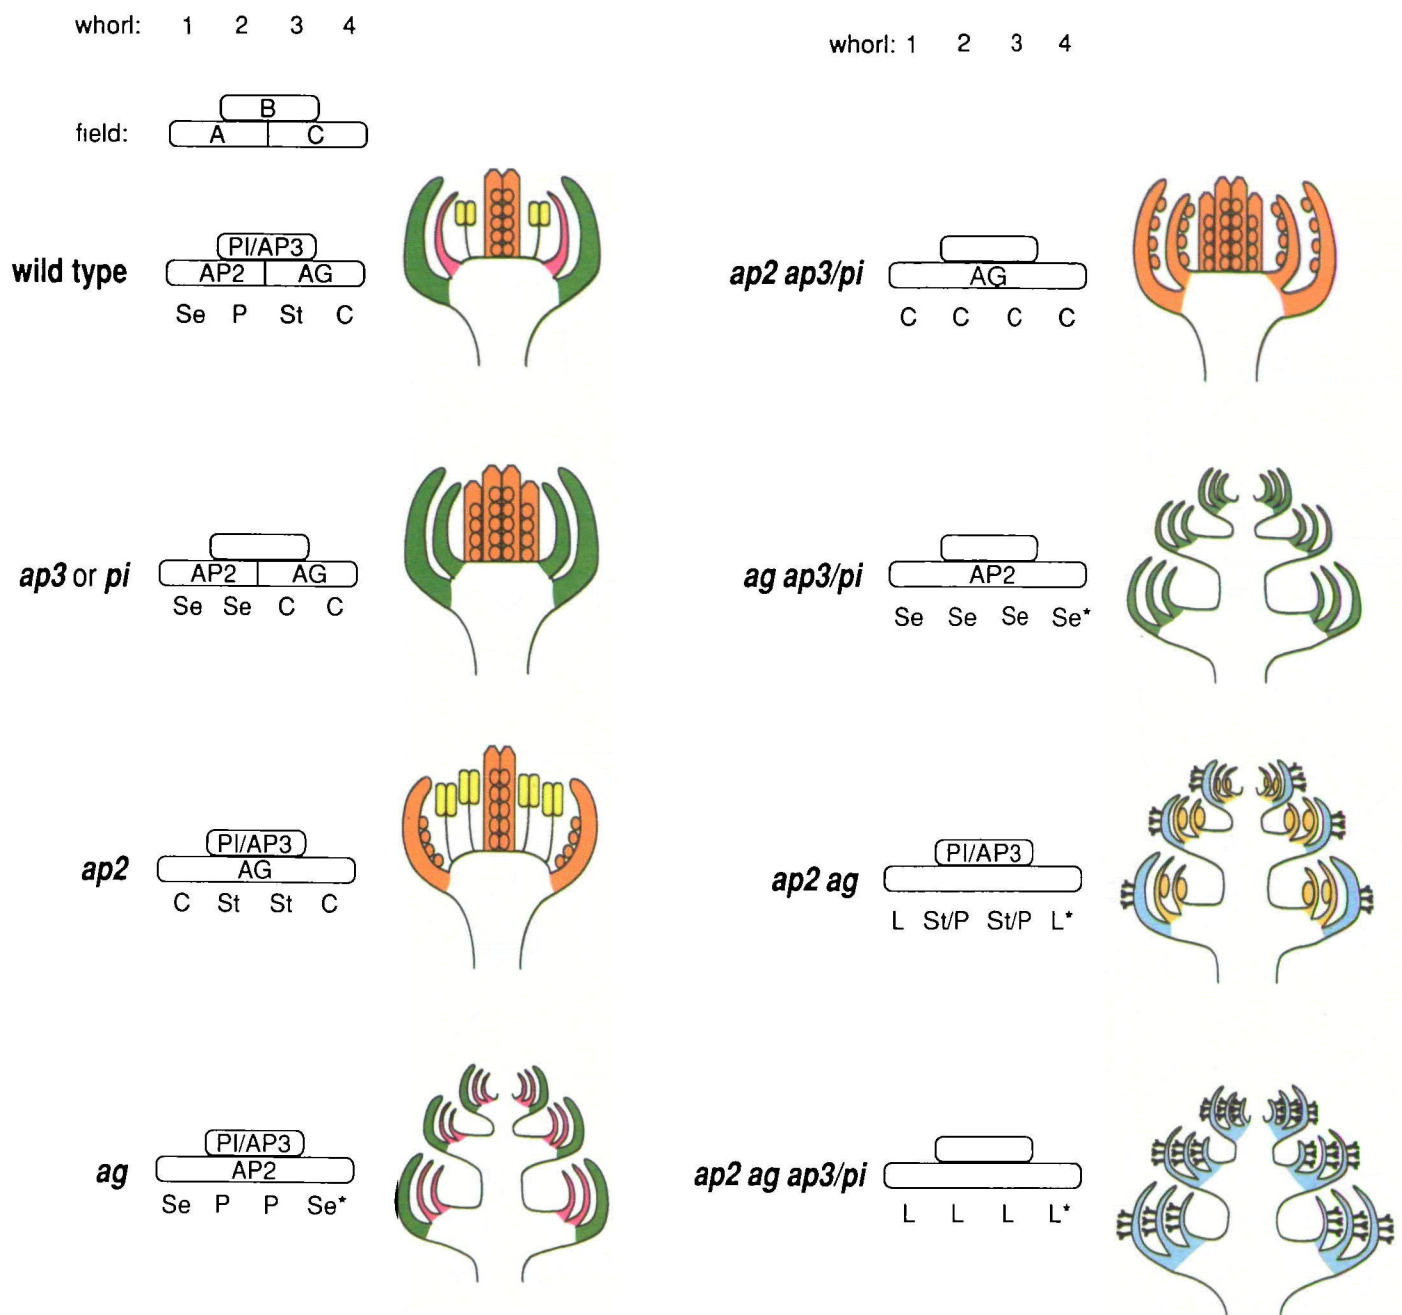 whorl: 1 2 3 4
B
field: A C
PI/AP3
wild type AP2 AG
Se P St C
ap3 or pi AP2 AG
Se Se C C
PI/AP3
ap2 AG
C St St C
PI/AP3
ag AP2
Se P P Se*
whorl: 1 2 3 4
ap2 ap3/pi AG
C C C C
ag ap3/pi AP2
Se Se Se Se*
PI/AP3
ap2 ag
L St/P St/P L*
ap2 ag ap3/pi
L L L L*